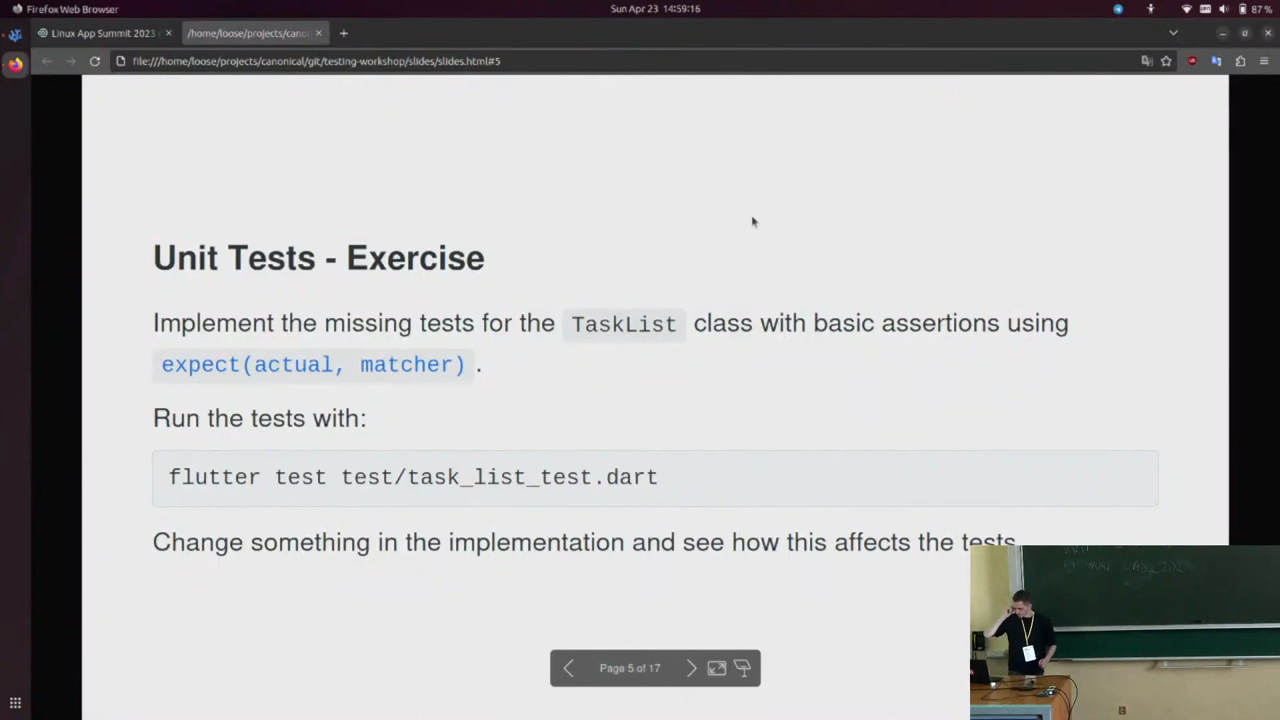 Firefox Web Browser
Sun Apr 23 14:59:16
87 %
Linux App Summit 2023
/home/loose/projects/cano
file:///home/loose/projects/canonical/git/testing-workshop/slides/slides.html#5
Unit Tests - Exercise
Implement the missing tests for the TaskList class with basic assertions using
expect(actual, matcher) .
Run the tests with:
flutter test test/task_list_test.dart
Change something in the implementation and see how this affects the tests
Page 5 of 17